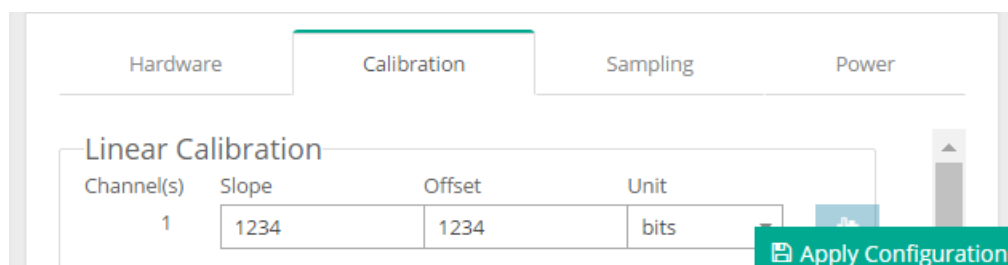 Hardware Calibration Sampling Power
Linear Calibration
Channel(s) Slope Offset Unit
1 1234 1234 bits
Apply Configuration